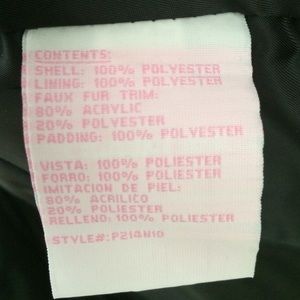 CONTENTS:
SHELL: 100% POLYESTER
LINING: 100% POLYESTER
FAUX FUR TRIM:
80% ACRYLIC
20% POLYESTER
PADDING: 100% POLYESTER
VISTA: 100% POLIESTER
FORRO: 100% POLIESTER
IMITACION DE PIEL:
80% ACRILICO
20% POLIESTER
RELLENO: 100% POLIESTER
STYLE#: P214N10